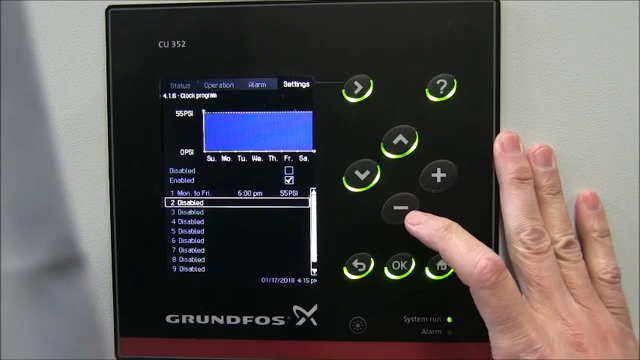 CU 352
Status Operation Alarm Settings
4.1.6 - Clock program
55PSI
0PSI
Su. Mo. Tu. We. Th. Fr. Sa.
Disabled
Enabled
1 Mon. to Fri. 6:00 pm 55PSI
2 Disabled
3 Disabled
4 Disabled
5 Disabled
6 Disabled
7 Disabled
8 Disabled
9 Disabled
01/17/2018 4:15 PM
?
+
−
OK
GRUNDFOS
System run
Alarm